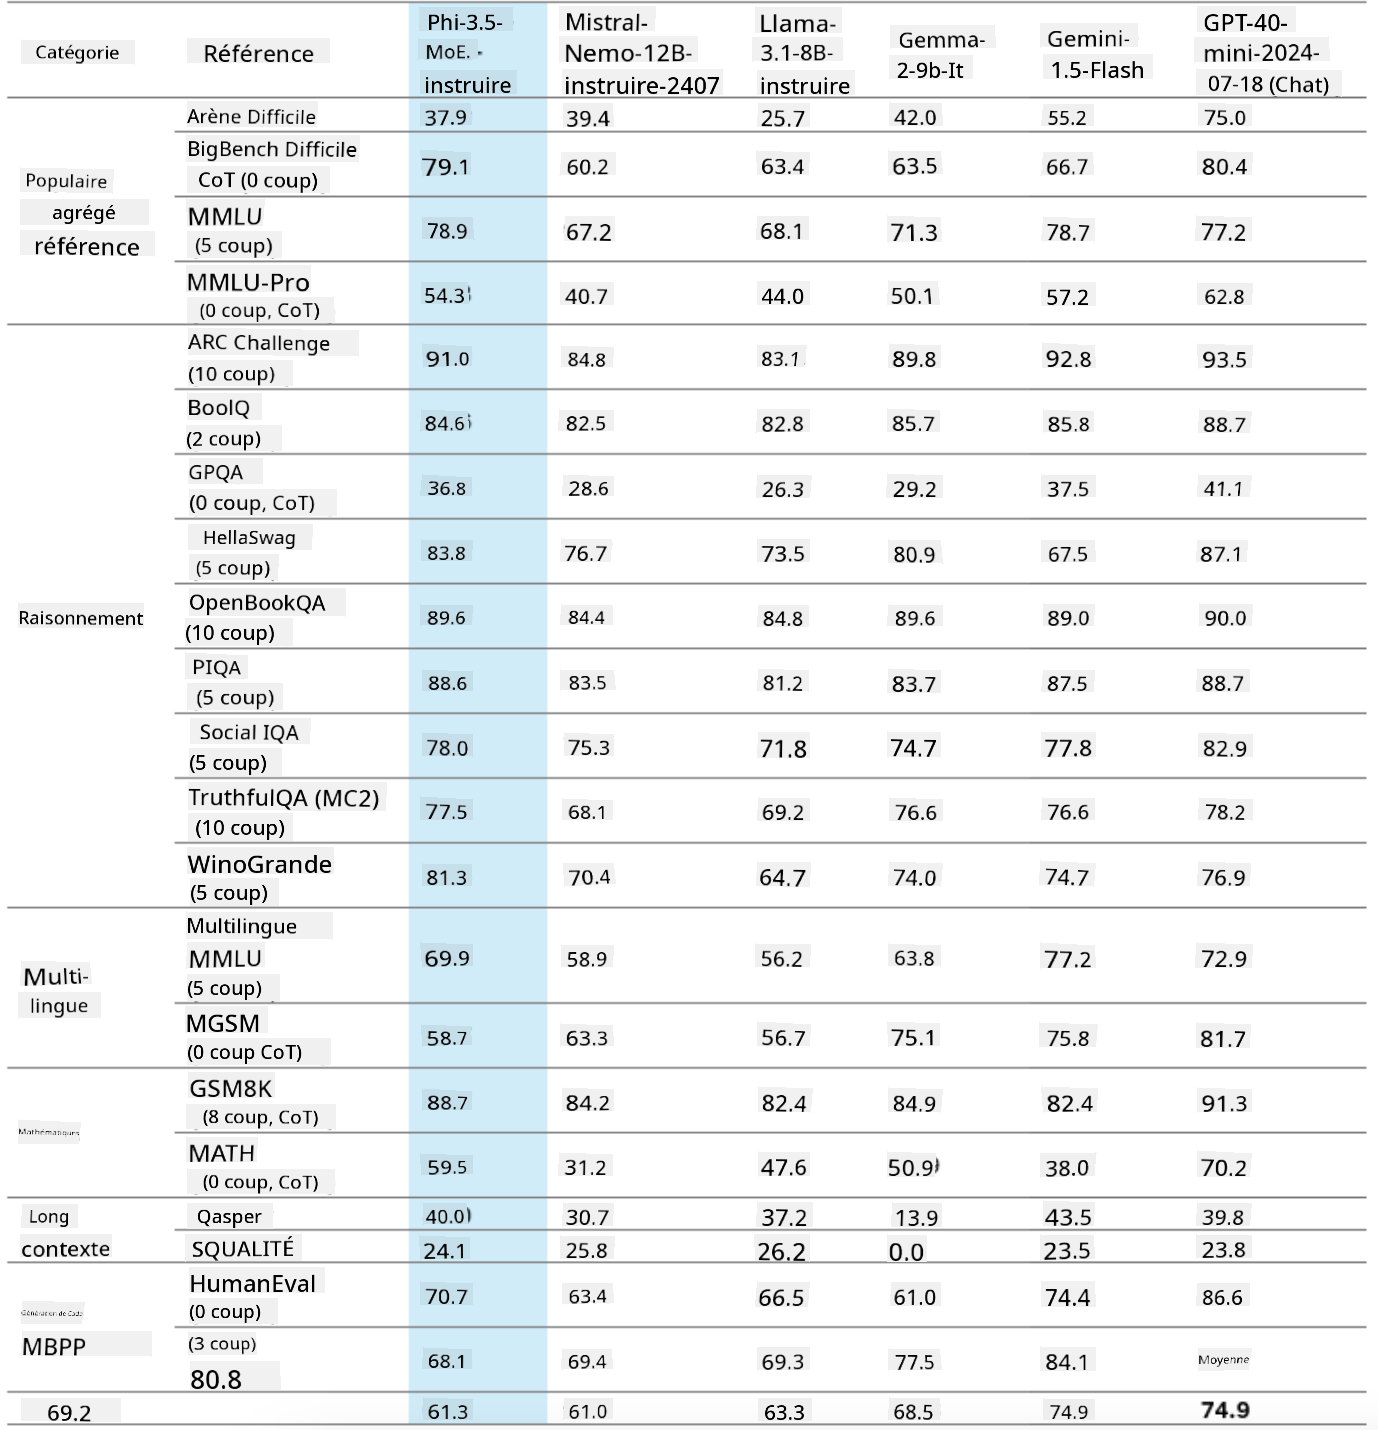 Catégorie Référence Phi-3.5-MoE.-instruire Mistral-Nemo-12B-instruire-2407 Llama-3.1-8B-instruire Gemma-2-9b-It Gemini-1.5-Flash GPT-40-mini-2024-07-18 (Chat)
Populaire agrégé référence
Arène Difficile 37.9 39.4 25.7 42.0 55.2 75.0
BigBench Difficile CoT (0 coup) 79.1 60.2 63.4 63.5 66.7 80.4
MMLU (5 coup) 78.9 67.2 68.1 71.3 78.7 77.2
MMLU-Pro (0 coup, CoT) 54.3 40.7 44.0 50.1 57.2 62.8
Raisonnement
ARC Challenge (10 coup) 91.0 84.8 83.1 89.8 92.8 93.5
BoolQ (2 coup) 84.6 82.5 82.8 85.7 85.8 88.7
GPQA (0 coup, CoT) 36.8 28.6 26.3 29.2 37.5 41.1
HellaSwag (5 coup) 83.8 76.7 73.5 80.9 67.5 87.1
OpenBookQA (10 coup) 89.6 84.4 84.8 89.6 89.0 90.0
PIQA (5 coup) 88.6 83.5 81.2 83.7 87.5 88.7
Social IQA (5 coup) 78.0 75.3 71.8 74.7 77.8 82.9
TruthfulQA (MC2) (10 coup) 77.5 68.1 69.2 76.6 76.6 78.2
WinoGrande (5 coup) 81.3 70.4 64.7 74.0 74.7 76.9
Multi-lingue
Multilingue MMLU (5 coup) 69.9 58.9 56.2 63.8 77.2 72.9
MGSM (0 coup CoT) 58.7 63.3 56.7 75.1 75.8 81.7
Mathématiques
GSM8K (8 coup, CoT) 88.7 84.2 82.4 84.9 82.4 91.3
MATH (0 coup, CoT) 59.5 31.2 47.6 50.9 38.0 70.2
Long contexte
Qasper 40.0 30.7 37.2 13.9 43.5 39.8
SQUALITÉ 24.1 25.8 26.2 0.0 23.5 23.8
Génération de Code
HumanEval (0 coup) 70.7 63.4 66.5 61.0 74.4 86.6
MBPP (3 coup) 80.8 68.1 69.4 69.3 77.5 84.1 Moyenne
69.2 61.3 61.0 63.3 68.5 74.9 74.9